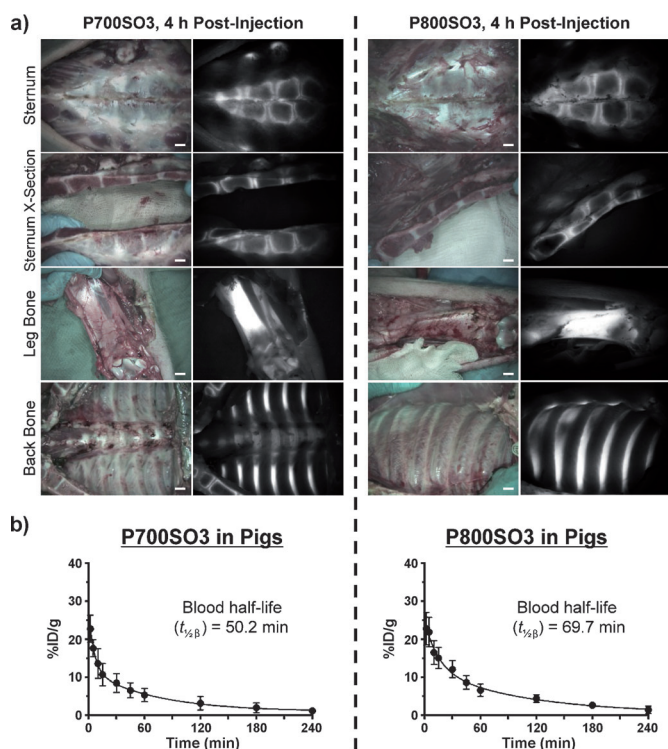 a)
P700SO3, 4 h Post-Injection
P800SO3, 4 h Post-Injection
Sternum
Sternum X-Section
Leg Bone
Back Bone
b)
P700SO3 in Pigs
40
30
20
10
0
%ID/g
Blood half-life
(t½β) = 50.2 min
0 60 120 180 240
Time (min)
P800SO3 in Pigs
40
30
20
10
0
%ID/g
Blood half-life
(t½β) = 69.7 min
0 60 120 180 240
Time (min)